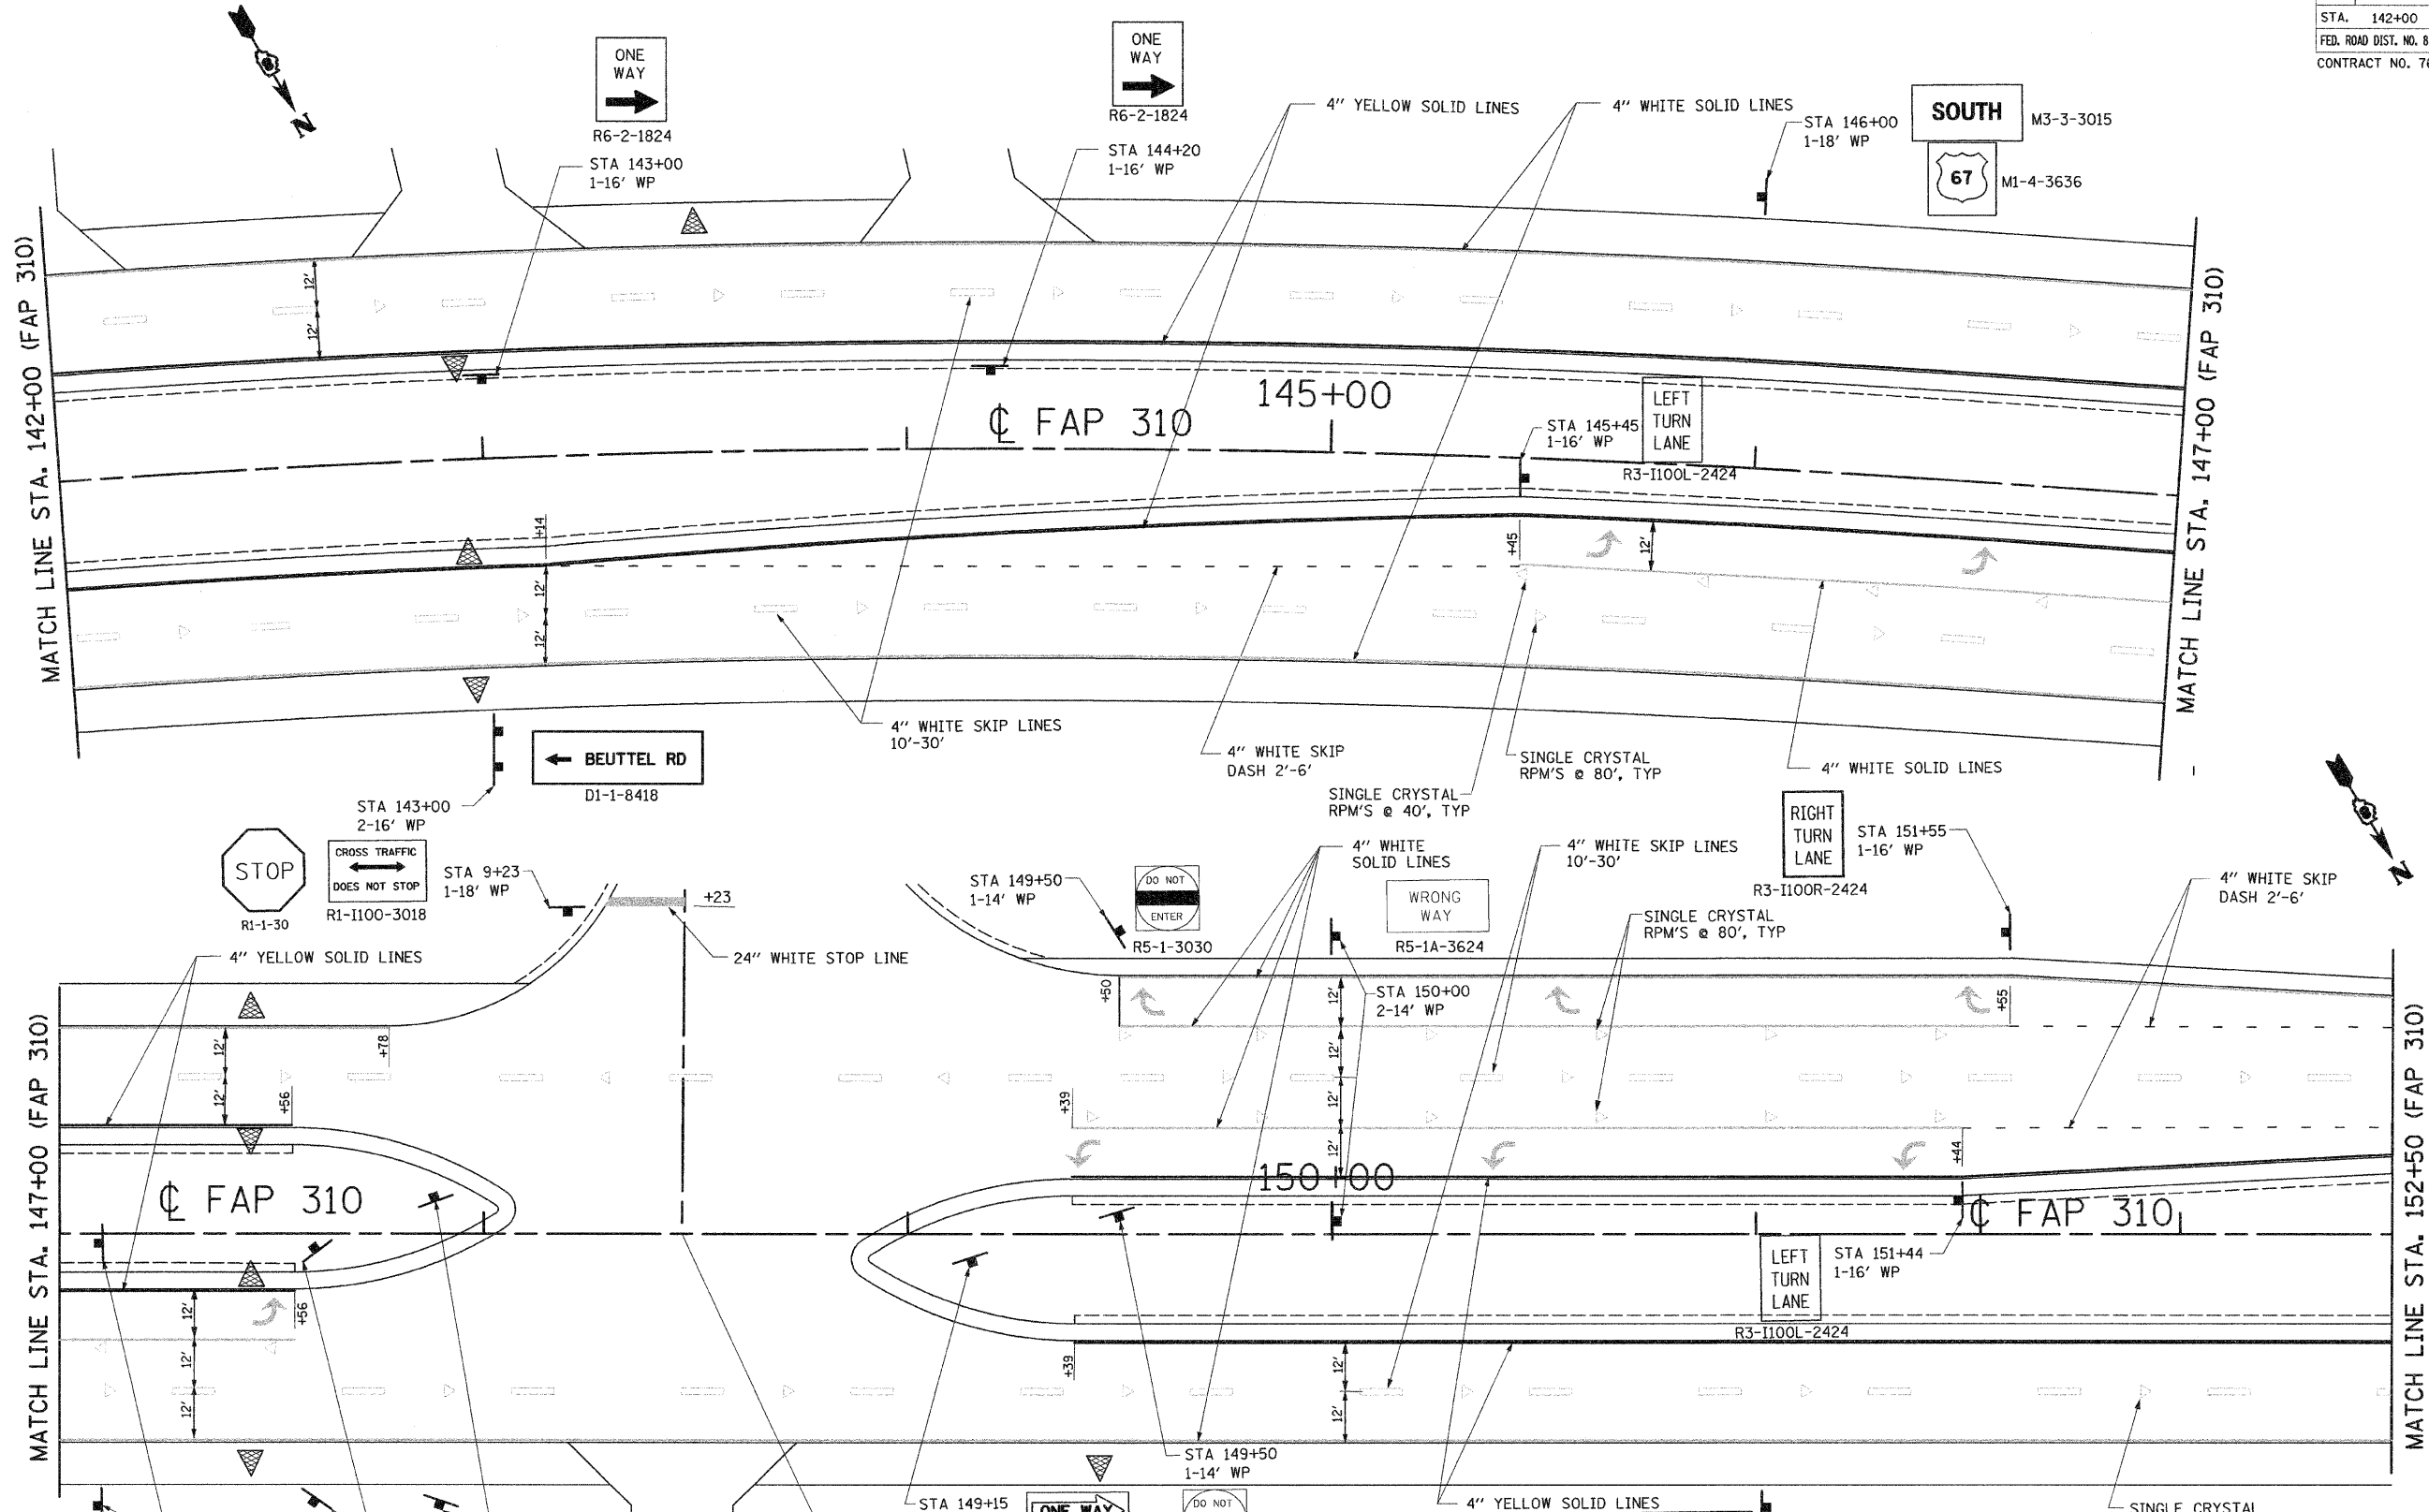 STA. 142+00
FED. ROAD DIST. NO. 8
CONTRACT NO. 76
N
ONE
WAY
R6-2-1824
STA 143+00
1-16' WP
ONE
WAY
R6-2-1824
STA 144+20
1-16' WP
4" YELLOW SOLID LINES
4" WHITE SOLID LINES
STA 146+00
1-18' WP
SOUTH
M3-3-3015
67
M1-4-3636
MATCH LINE STA. 142+00 (FAP 310)
12'
12'
145+00
℄ FAP 310
STA 145+45
1-16' WP
LEFT
TURN
LANE
R3-I100L-2424
MATCH LINE STA. 147+00 (FAP 310)
+14
+45
12'
12'
12'
4" WHITE SKIP LINES
10'-30'
4" WHITE SKIP
DASH 2'-6'
SINGLE CRYSTAL
RPM'S @ 80', TYP
4" WHITE SOLID LINES
SINGLE CRYSTAL
RPM'S @ 40', TYP
BEUTTEL RD
D1-1-8418
STA 143+00
2-16' WP
STOP
R1-1-30
CROSS TRAFFIC
DOES NOT STOP
R1-I100-3018
STA 9+23
1-18' WP
+23
24" WHITE STOP LINE
4" YELLOW SOLID LINES
STA 149+50
1-14' WP
DO NOT
ENTER
R5-1-3030
4" WHITE
SOLID LINES
WRONG
WAY
R5-1A-3624
4" WHITE SKIP LINES
10'-30'
SINGLE CRYSTAL
RPM'S @ 80', TYP
RIGHT
TURN
LANE
R3-I100R-2424
STA 151+55
1-16' WP
4" WHITE SKIP
DASH 2'-6'
N
MATCH LINE STA. 147+00 (FAP 310)
12'
12'
+78
+56
+50
+39
12'
12'
12'
12'
STA 150+00
2-14' WP
+55
+44
150+00
℄ FAP 310
℄ FAP 310
LEFT
TURN
LANE
R3-I100L-2424
STA 151+44
1-16' WP
MATCH LINE STA. 152+50 (FAP 310)
+56
12'
12'
12'
+39
12'
12'
STA 149+50
1-14' WP
STA 149+15
ONE WAY
DO NOT
4" YELLOW SOLID LINES
SINGLE CRYSTAL